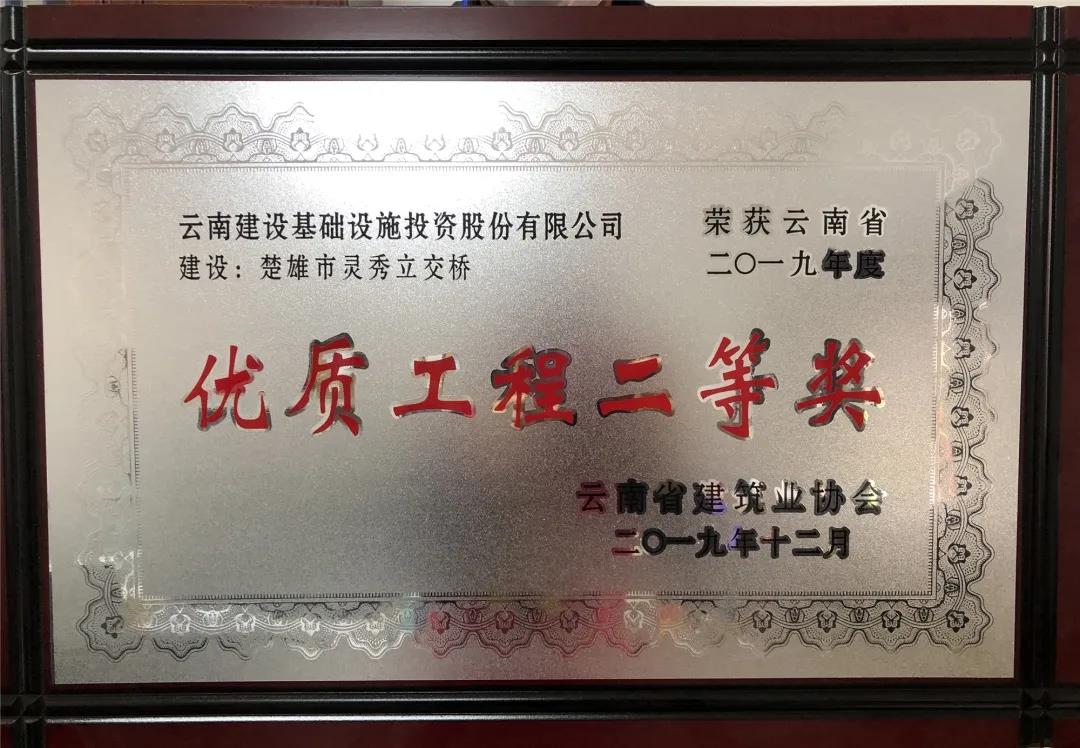 云南建设基础设施投资股份有限公司
建设：楚雄市灵秀立交桥
荣获云南省
二〇一九年度
优质工程二等奖
云南省建筑业协会
二〇一九年十二月